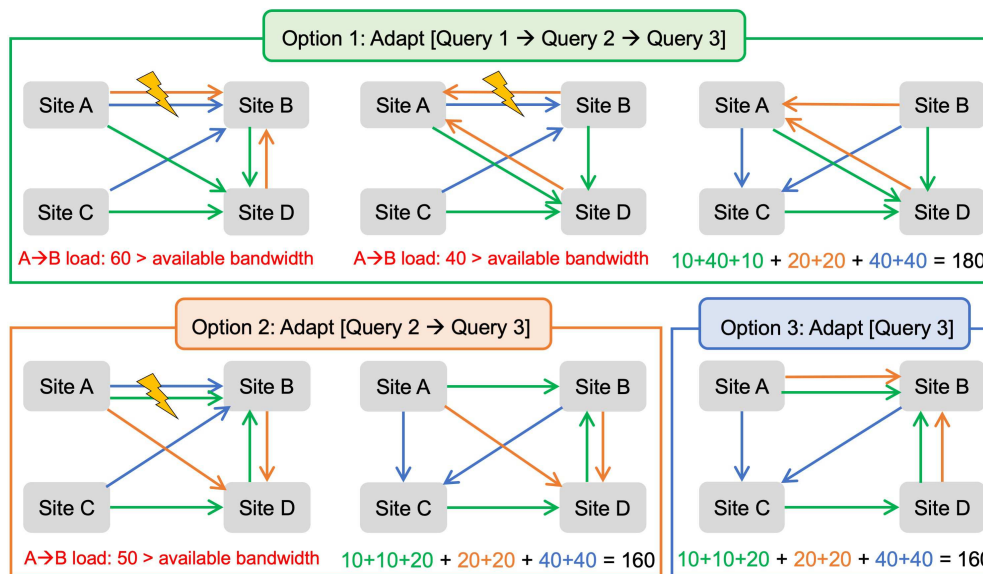 Option 1: Adapt [Query 1 → Query 2 → Query 3]
Site A
Site B
Site C
Site D
A→B load: 60 > available bandwidth
Site A
Site B
Site C
Site D
A→B load: 40 > available bandwidth
Site A
Site B
Site C
Site D
10+40+10 + 20+20 + 40+40 = 180
Option 2: Adapt [Query 2 → Query 3]
Site A
Site B
Site C
Site D
A→B load: 50 > available bandwidth
Site A
Site B
Site C
Site D
10+10+20 + 20+20 + 40+40 = 160
Option 3: Adapt [Query 3]
Site A
Site B
Site C
Site D
10+10+20 + 20+20 + 40+40 = 160